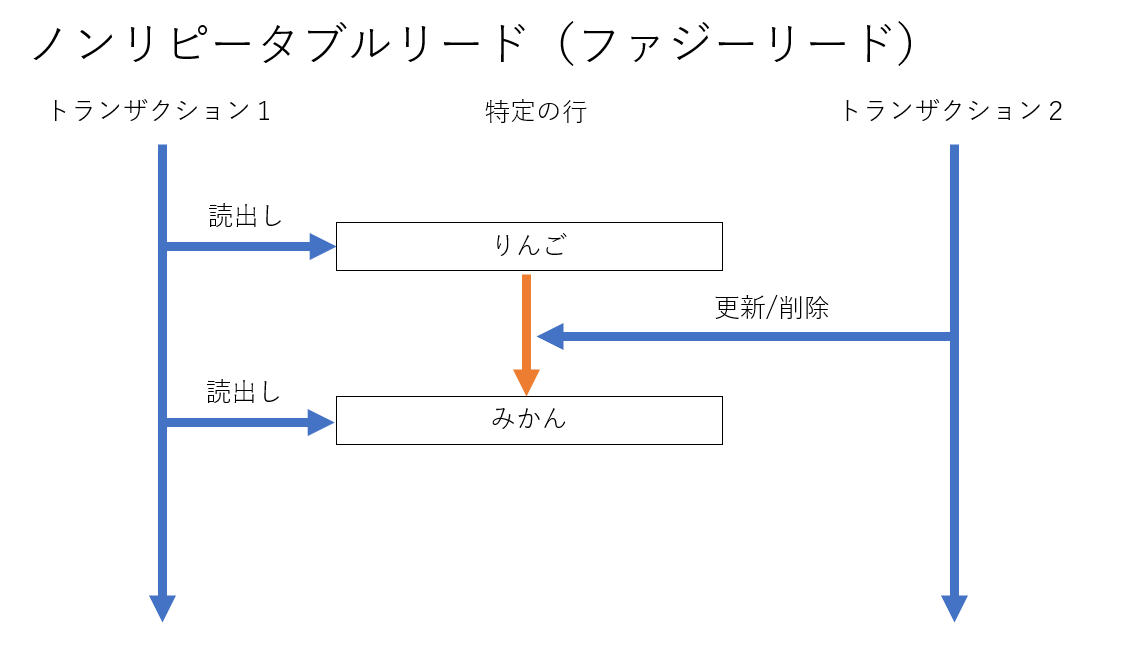 ノンリピータブルリード（ファジーリード）
トランザクション１
特定の行
トランザクション２
読出し
りんご
更新/削除
読出し
みかん